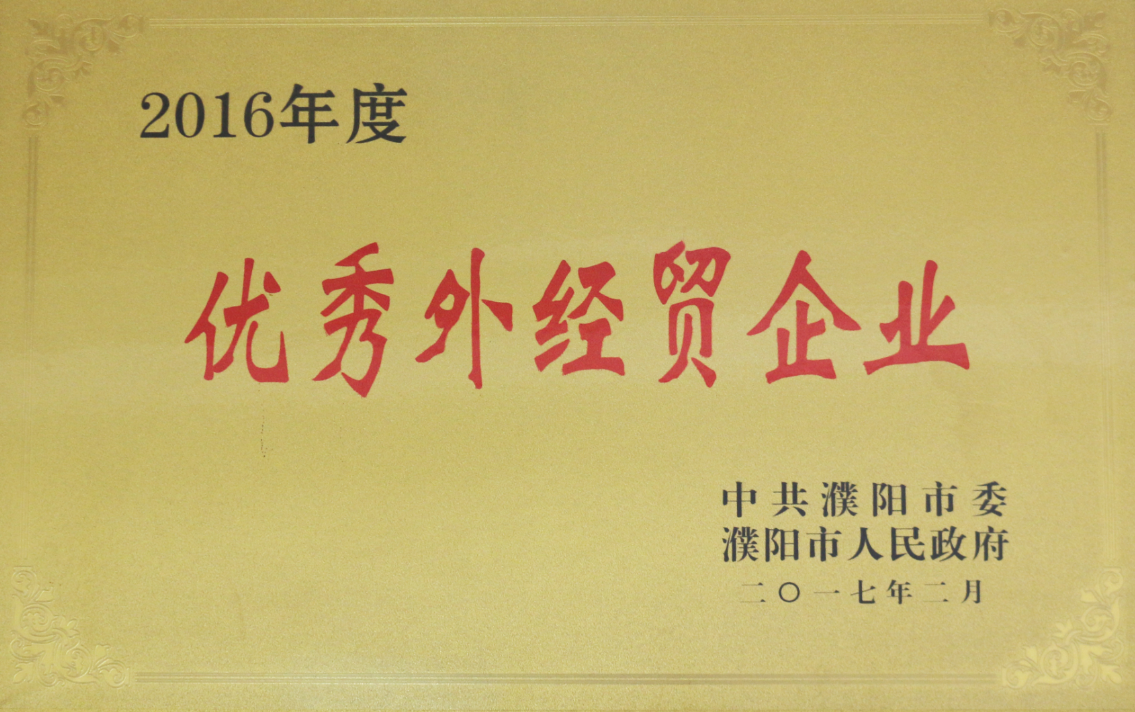 2016年度
优秀外经贸企业
中共濮阳市委
濮阳市人民政府
二〇一七年二月